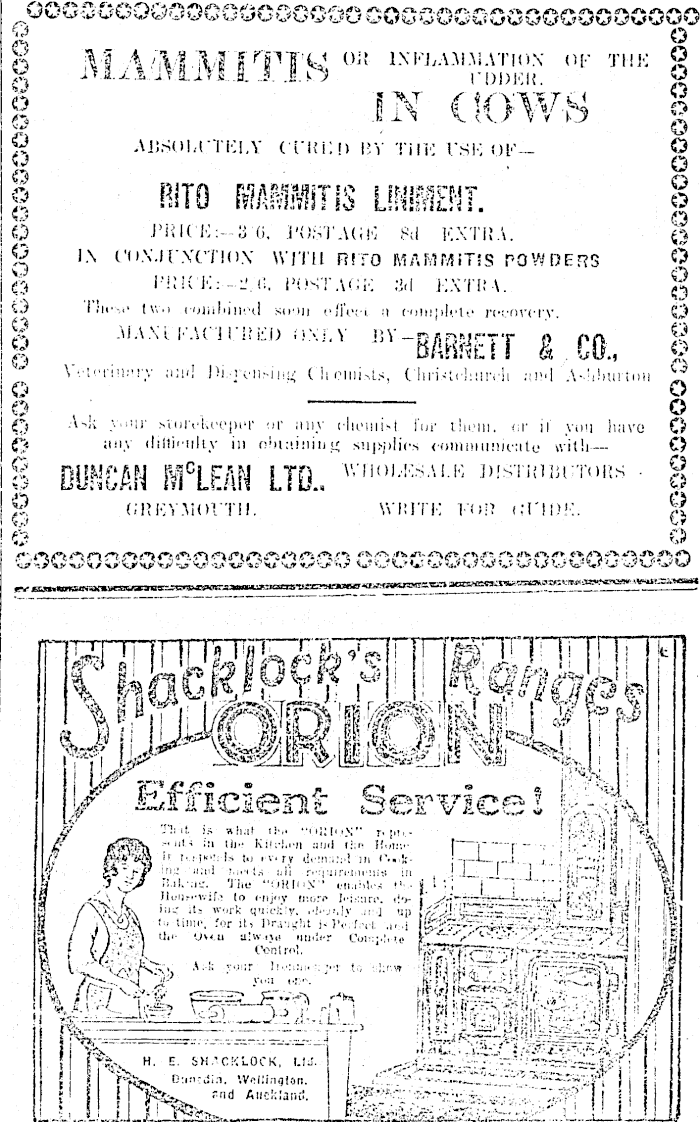 MAMMITIS OR INFLAMMATION OF THE
UDDER.
IN COWS
ABSOLUTELY CURED BY THE USE OF—
RITO MAMMITIS LINIMENT.
PRICE:—3/6, POSTAGE 8d EXTRA.
IN CONJUNCTION WITH RITO MAMMITIS POWDERS
PRICE:—2/6, POSTAGE 3d EXTRA.
These two combined soon effect a complete recovery.
MANUFACTURED ONLY BY—
BARNETT & CO.,
Veterinery and Dispensing Chemists, Christchurch and Ashburton
Ask your storekeeper or any chemist for them, or if you have
any difficulty in obtaining supplies communicate with—
DUNCAN McLEAN LTD., WHOLESALE DISTRIBUTORS
GREYMOUTH. WRITE FOR GUIDE.
Shacklock's Ranges
ORION
Efficient Service!
That is what the "ORION" repre-
sents in the Kitchen and the Home
It responds to every demand in Cook-
ing and meets all requirements in
Baking. The "ORION" enables the
Housewife to enjoy more leisure, do-
ing its work quickly, cleanly and up
to time, for its Draught is Perfect and
the Oven always under Complete
Control.
Ask your Ironmonger to show
you one.
H. E. SHACKLOCK, Ltd.
Dunedin, Wellington,
and Auckland.